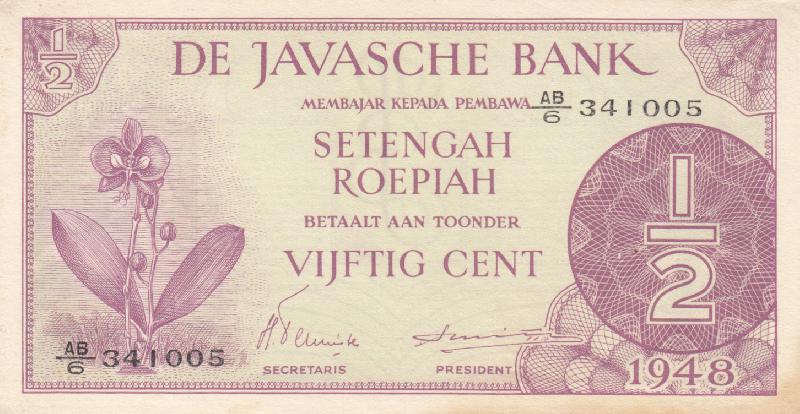 1/2
DE JAVASCHE BANK
MEMBAJAR KEPADA PEMBAWA
AB/6 341005
SETENGAH
ROEPIAH
1/2
BETAALT AAN TOONDER
VIJFTIG CENT
AB/6 341005
SECRETARIS PRESIDENT
1948